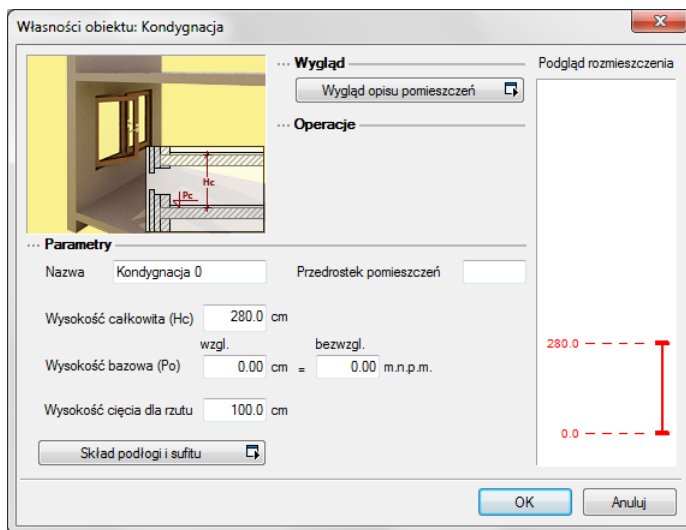 Własności obiektu: Kondygnacja
Wygląd
Podgląd rozmieszczenia
Wygląd opisu pomieszczeń
Operacje
Hc
Pc
Parametry
Nazwa Kondygnacja 0 Przedrostek pomieszczeń
Wysokość całkowita (Hc) 280.0 cm
wzgl. bezwzgl.
Wysokość bazowa (Po) 0.00 cm = 0.00 m.n.p.m.
Wysokość cięcia dla rzutu 100.0 cm
Skład podłogi i sufitu
280.0
0.0
OK Anuluj